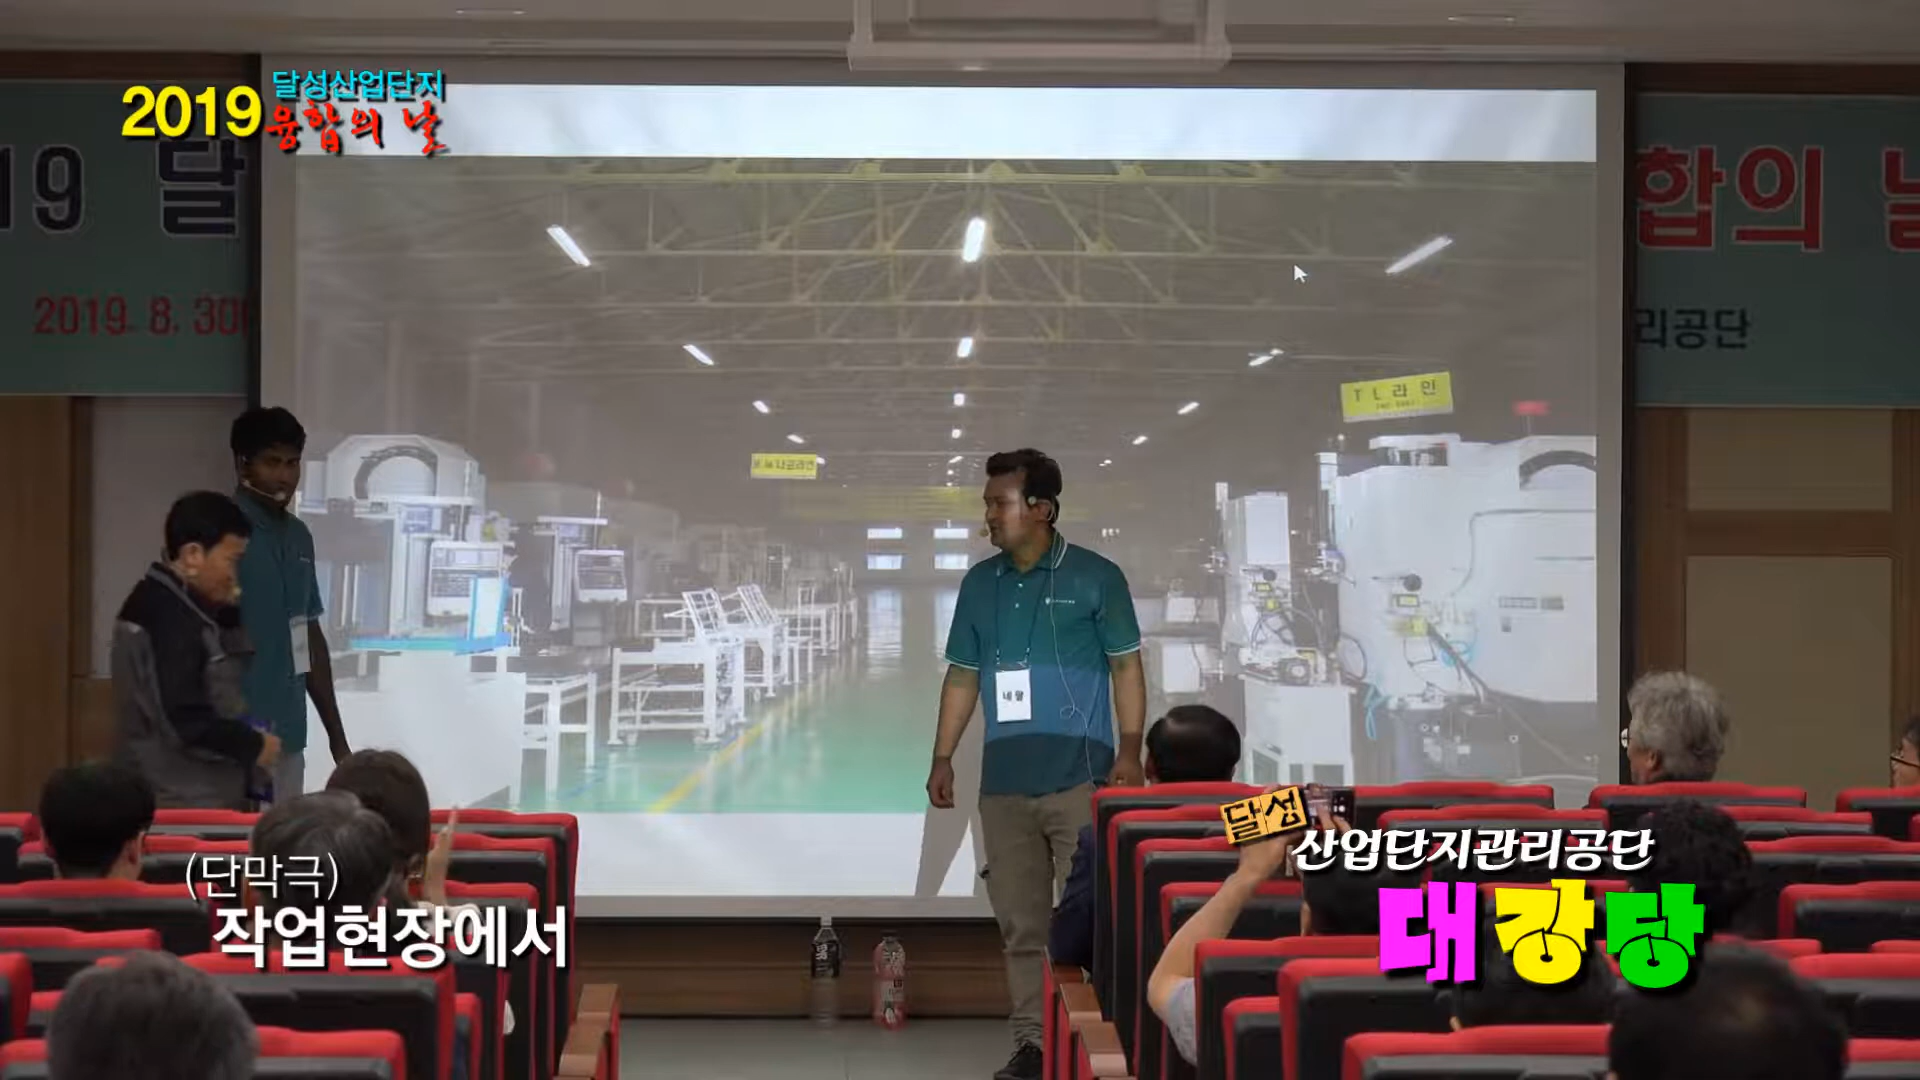 2019 달성산업단지
융합의 날
19 달
합의 날
2019. 8. 30
리공단
T L 라 인
네 팔
달성
산업단지관리공단
대강당
(단막극)
작업현장에서